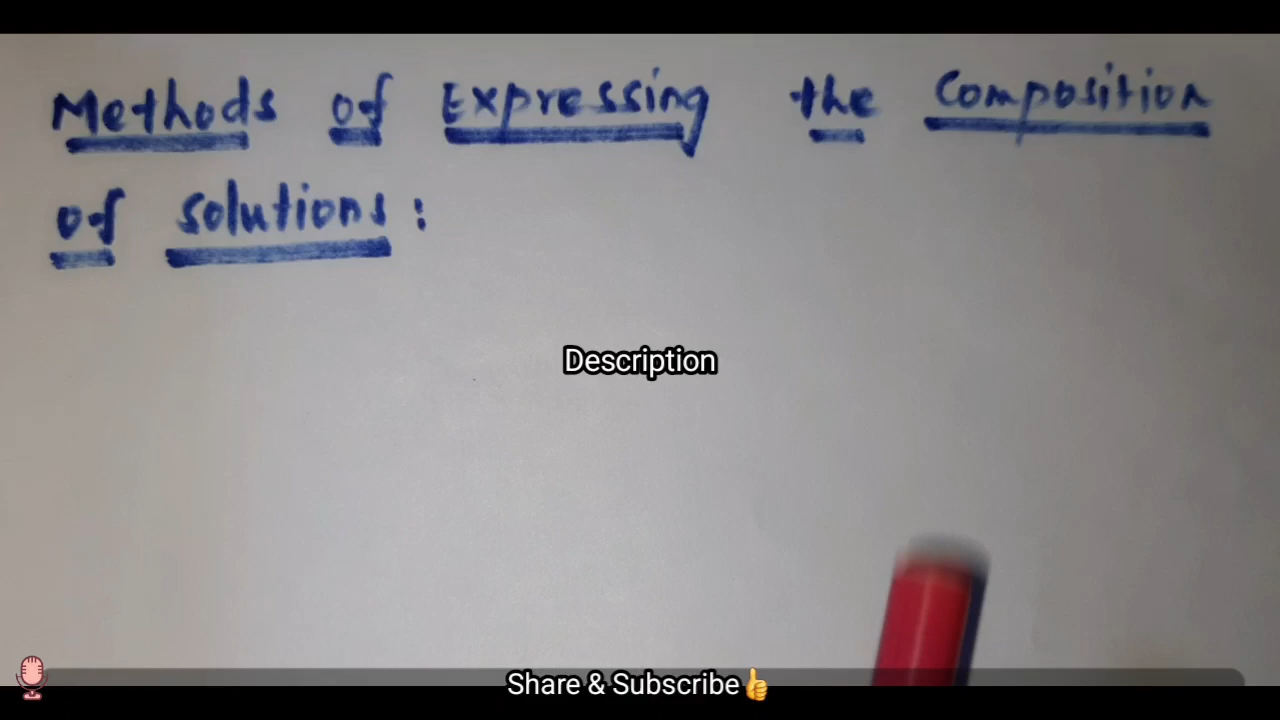 Methods of Expressing the Composition
of solutions:
Description
Share & Subscribe👍